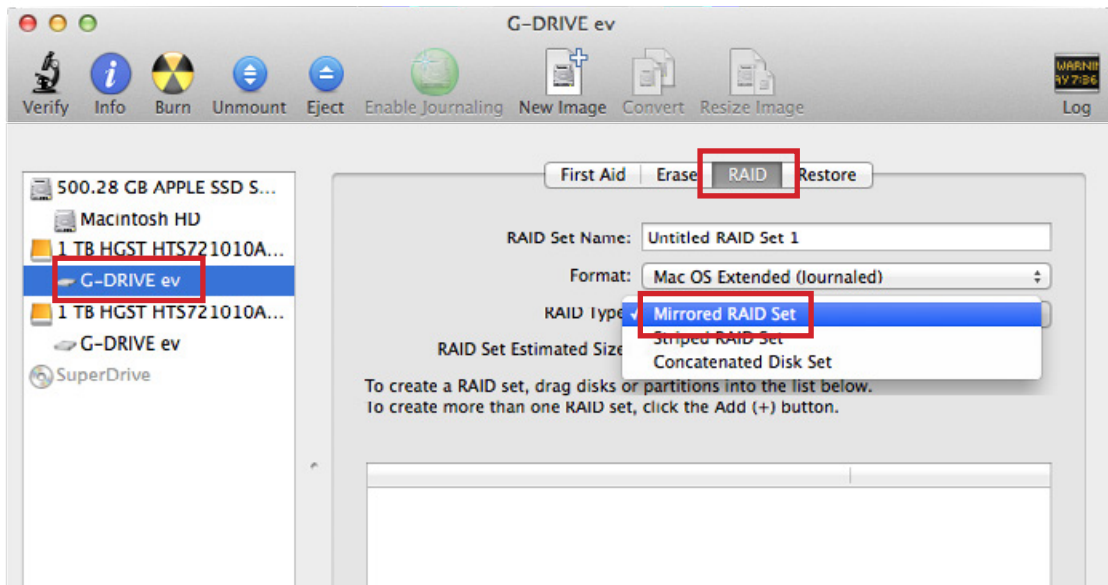 G-DRIVE ev
Verify Info Burn Unmount Eject Enable Journaling New Image Convert Resize Image Log
WARNIN
AY 7:36
500.28 GB APPLE SSD S...
Macintosh HD
1 TB HGST HTS721010A...
G-DRIVE ev
1 TB HGST HTS721010A...
G-DRIVE ev
SuperDrive
First Aid Erase RAID Restore
RAID Set Name: Untitled RAID Set 1
Format: Mac OS Extended (Journaled)
RAID Type ✓ Mirrored RAID Set
Striped RAID Set
Concatenated Disk Set
RAID Set Estimated Size
To create a RAID set, drag disks or partitions into the list below.
To create more than one RAID set, click the Add (+) button.